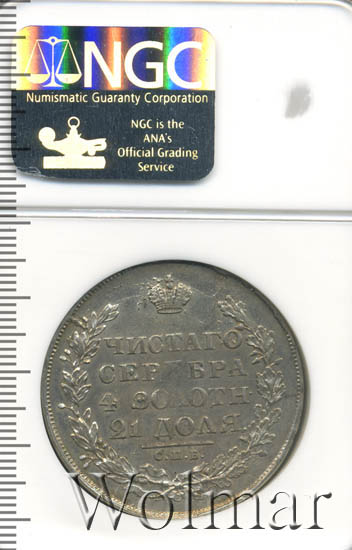 NGC
Numismatic Guaranty Corporation
NGC is the
ANA's
Official Grading
Service
ЧИСТАГО
СЕРЕБРА
4 ЗОЛОТН.
21 ДОЛЯ.
С.П.Б.
Wolmar